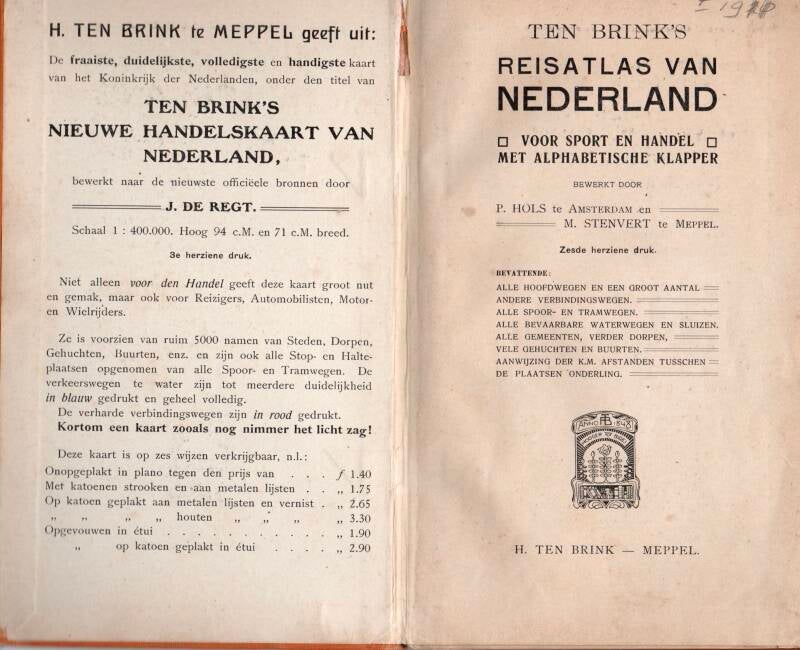 H. TEN BRINK te MEPPEL geeft uit:
De fraaiste, duidelijkste, volledigste en handigste kaart
van het Koninkrijk der Nederlanden, onder den titel van
TEN BRINK'S
NIEUWE HANDELSKAART VAN
NEDERLAND,
bewerkt naar de nieuwste officiëele bronnen door
J. DE REGT.
Schaal 1 : 400.000. Hoog 94 c.M. en 71 c.M. breed.
3e herziene druk.
Niet alleen voor den Handel geeft deze kaart groot nut
en gemak, maar ook voor Reizigers, Automobilisten, Motor-
en Wielrijders.
Ze is voorzien van ruim 5000 namen van Steden, Dorpen,
Gehuchten, Buurten, enz. en zijn ook alle Stop- en Halte-
plaatsen opgenomen van alle Spoor- en Tramwegen. De
verkeerswegen te water zijn tot meerdere duidelijkheid
in blauw gedrukt en geheel volledig.
De verharde verbindingswegen zijn in rood gedrukt.
Kortom een kaart zooals nog nimmer het licht zag!
Deze kaart is op zes wijzen verkrijgbaar, n.l.:
Onopgeplakt in plano tegen den prijs van . . . f 1.40
Met katoenen strooken en aan metalen lijsten . . „ 1.75
Op katoen geplakt aan metalen lijsten en vernist . „ 2.65
„ „ „ „ houten „ „ „ „ 3.30
Opgevouwen in étui . . . . . . . . . . . „ 1.90
„ op katoen geplakt in étui . . . . „ 2.90
TEN BRINK'S
REISATLAS VAN
NEDERLAND
VOOR SPORT EN HANDEL
MET ALPHABETISCHE KLAPPER
BEWERKT DOOR
P. HOLS te AMSTERDAM en
M. STENVERT te MEPPEL.
Zesde herziene druk.
BEVATTENDE:
ALLE HOOFDWEGEN EN EEN GROOT AANTAL
ANDERE VERBINDINGSWEGEN.
ALLE SPOOR- EN TRAMWEGEN.
ALLE BEVAARBARE WATERWEGEN EN SLUIZEN.
ALLE GEMEENTEN, VERDER DORPEN,
VELE GEHUCHTEN EN BUURTEN.
AANWIJZING DER K.M. AFSTANDEN TUSSCHEN
DE PLAATSEN ONDERLING.
ANNO 1848
H. TEN BRINK — MEPPEL.